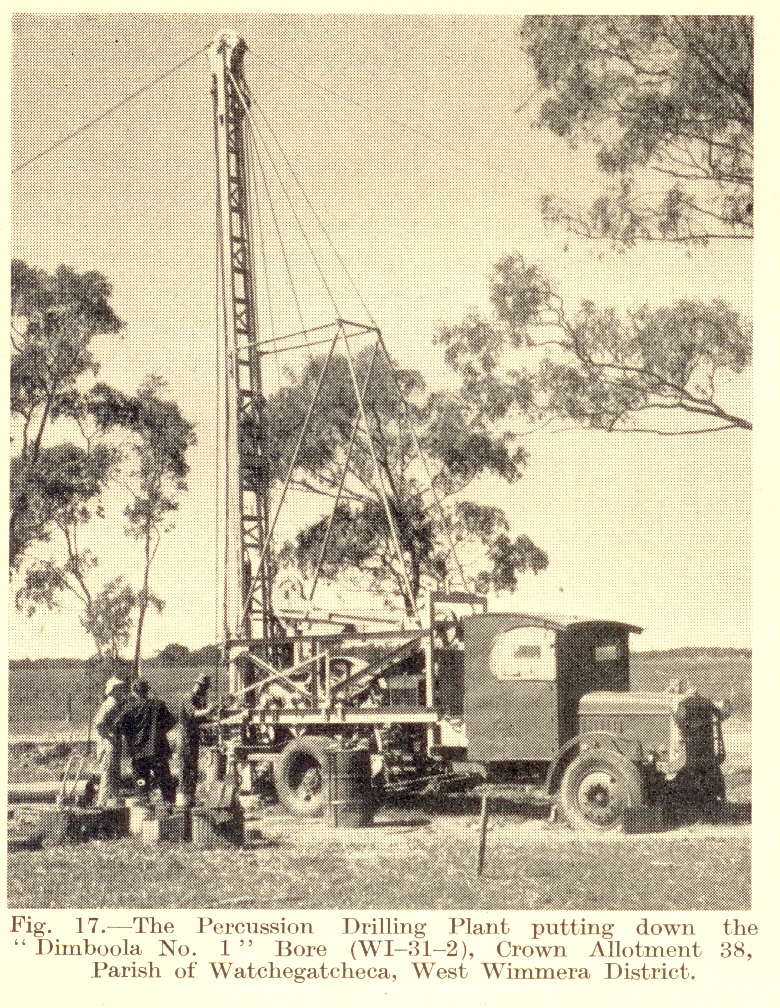 Fig. 17.—The Percussion Drilling Plant putting down the
“Dimboola No. 1” Bore (WI–31–2), Crown Allotment 38,
Parish of Watchegatcheca, West Wimmera District.